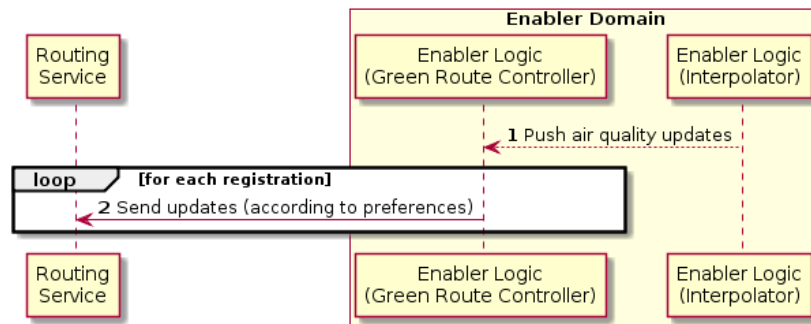 Enabler Domain
Routing
Service
Enabler Logic
(Green Route Controller)
Enabler Logic
(Interpolator)
1 Push air quality updates
loop [for each registration]
2 Send updates (according to preferences)
Routing
Service
Enabler Logic
(Green Route Controller)
Enabler Logic
(Interpolator)